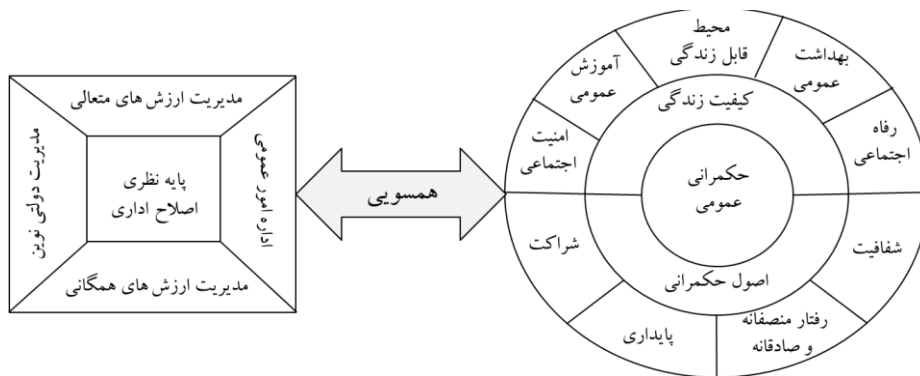 محیط
قابل زندگی
بهداشت
عمومی
آموزش
عمومی
رفاه
اجتماعی
امنیت
اجتماعی
کیفیت زندگی
حکمرانی
عمومی
اصول حکمرانی
شفافیت
شراکت
رفتار منصفانه
و صادقانه
پایداری
همسویی
مدیریت ارزش های متعالی
اداره امور عمومی
پایه نظری
اصلاح اداری
مدیریت دولتی نوین
مدیریت ارزش های همگانی